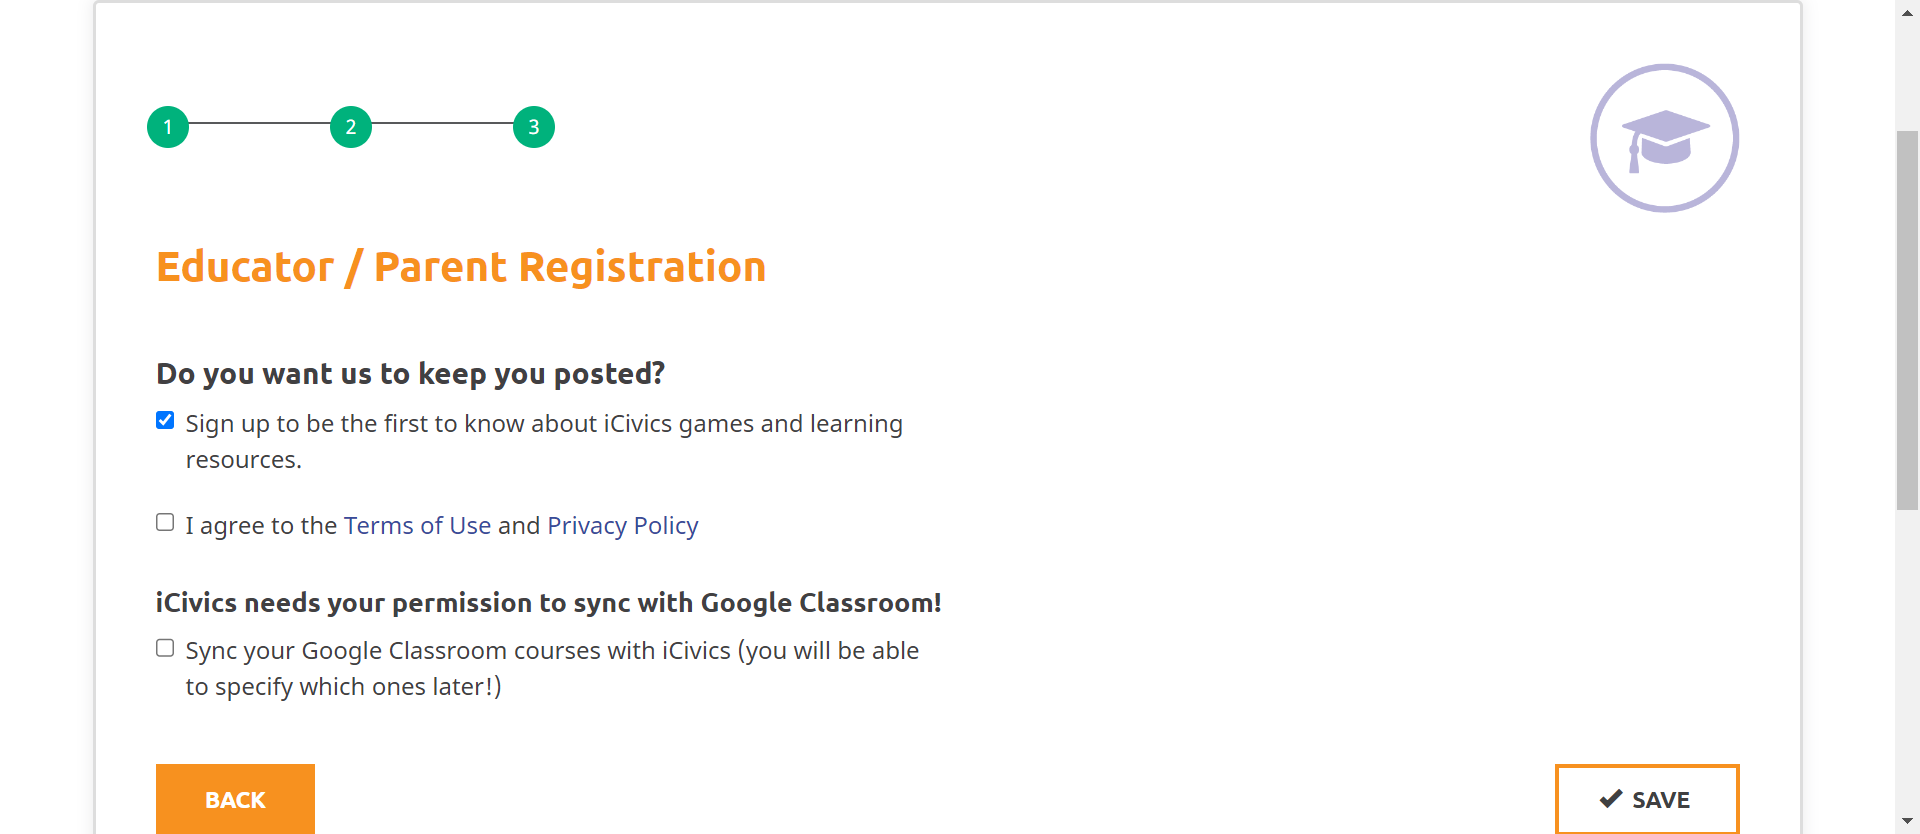 1 2 3
Educator / Parent Registration
Do you want us to keep you posted?
Sign up to be the first to know about iCivics games and learning
resources.
I agree to the Terms of Use and Privacy Policy
iCivics needs your permission to sync with Google Classroom!
Sync your Google Classroom courses with iCivics (you will be able
to specify which ones later!)
BACK
SAVE